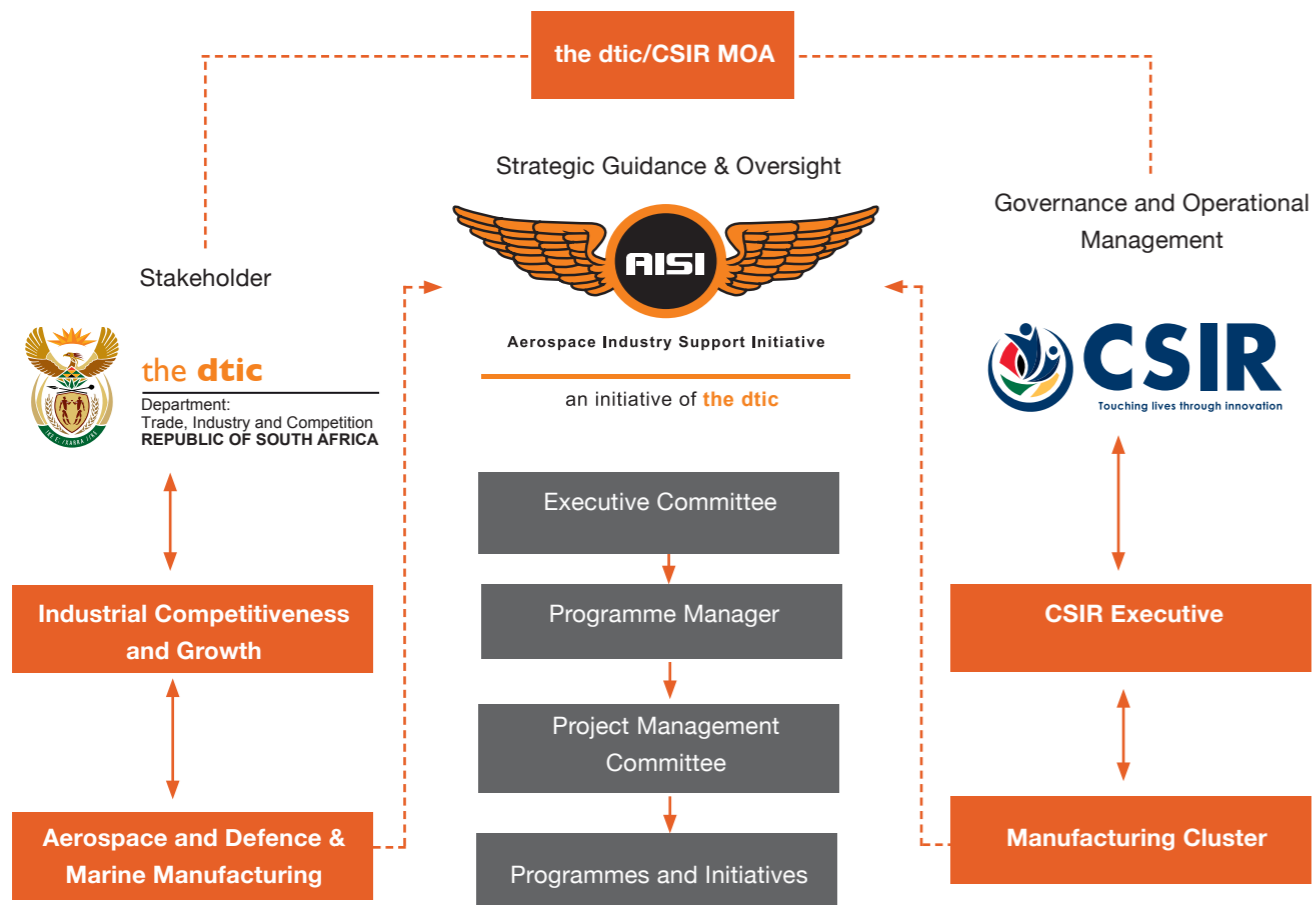 the dtic/CSIR MOA
Strategic Guidance & Oversight
Governance and Operational
Management
Stakeholder
AISI
Aerospace Industry Support Initiative
an initiative of the dtic
the dtic
Department:
Trade, Industry and Competition
REPUBLIC OF SOUTH AFRICA
CSIR
Touching lives through innovation
Executive Committee
Industrial Competitiveness
and Growth
Programme Manager
CSIR Executive
Project Management
Committee
Aerospace and Defence &
Marine Manufacturing
Programmes and Initiatives
Manufacturing Cluster